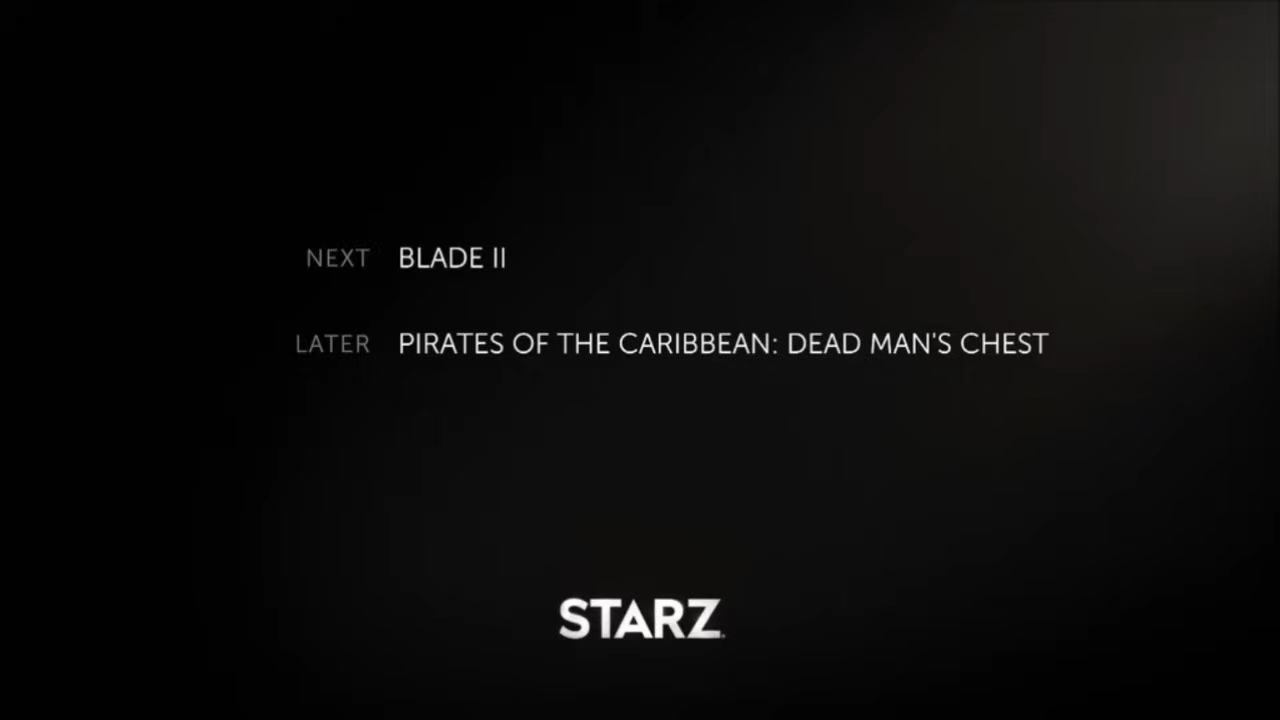 NEXT BLADE II
LATER PIRATES OF THE CARIBBEAN: DEAD MAN'S CHEST
STARZ